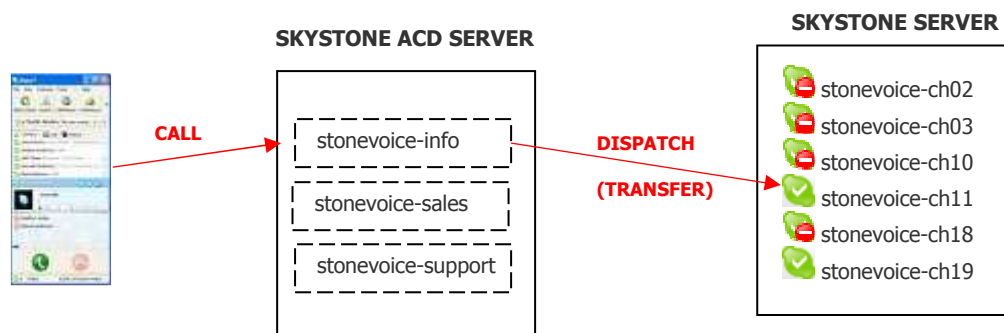 SKYSTONE ACD SERVER
SKYSTONE SERVER
CALL
stonevoice-info
stonevoice-sales
stonevoice-support
DISPATCH
(TRANSFER)
stonevoice-ch02
stonevoice-ch03
stonevoice-ch10
stonevoice-ch11
stonevoice-ch18
stonevoice-ch19